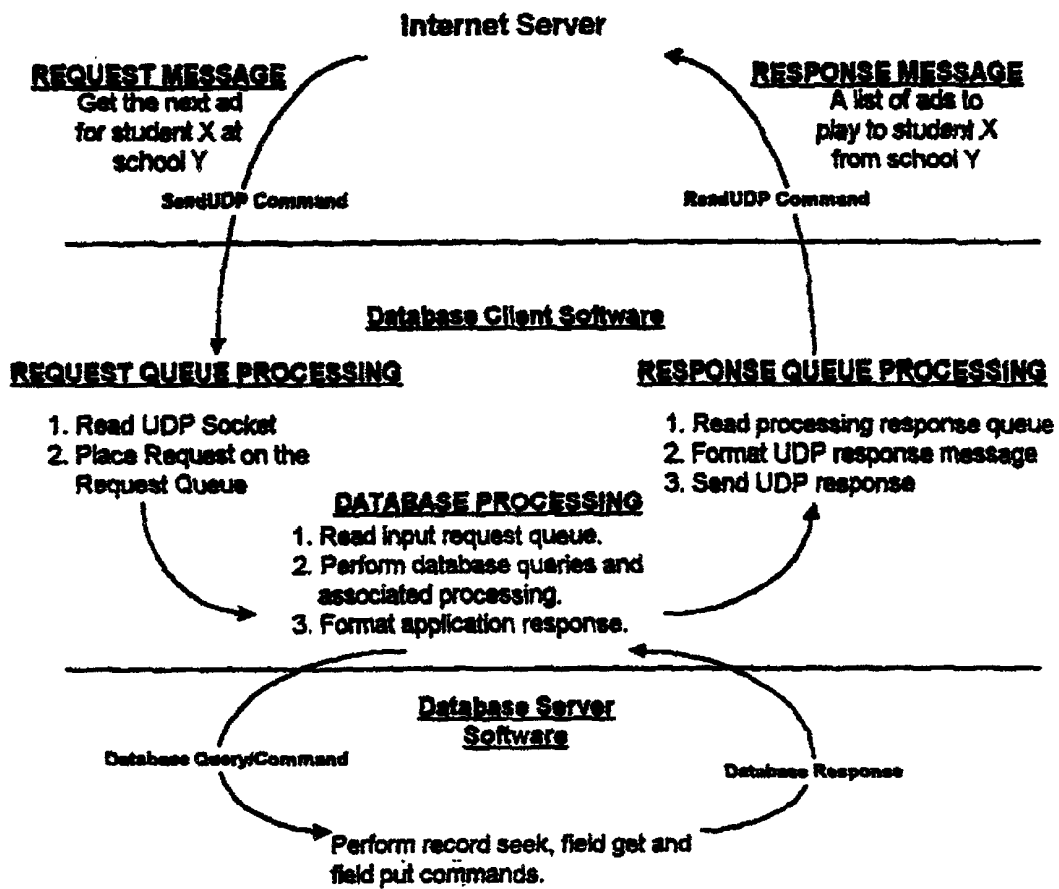 Internet Server
REQUEST MESSAGE
Get the next ad
for student X at
school Y
RESPONSE MESSAGE
A list of ads to
play to student X
from school Y
SendUDP Command
ReadUDP Command
Database Client Software
REQUEST QUEUE PROCESSING
1. Read UDP Socket
2. Place Request on the
Request Queue
RESPONSE QUEUE PROCESSING
1. Read processing response queue
2. Format UDP response message
3. Send UDP response
DATABASE PROCESSING
1. Read input request queue.
2. Perform database queries and
associated processing.
3. Format application response.
Database Server
Software
Database Query/Command
Database Response
Perform record seek, field get and
field put commands.